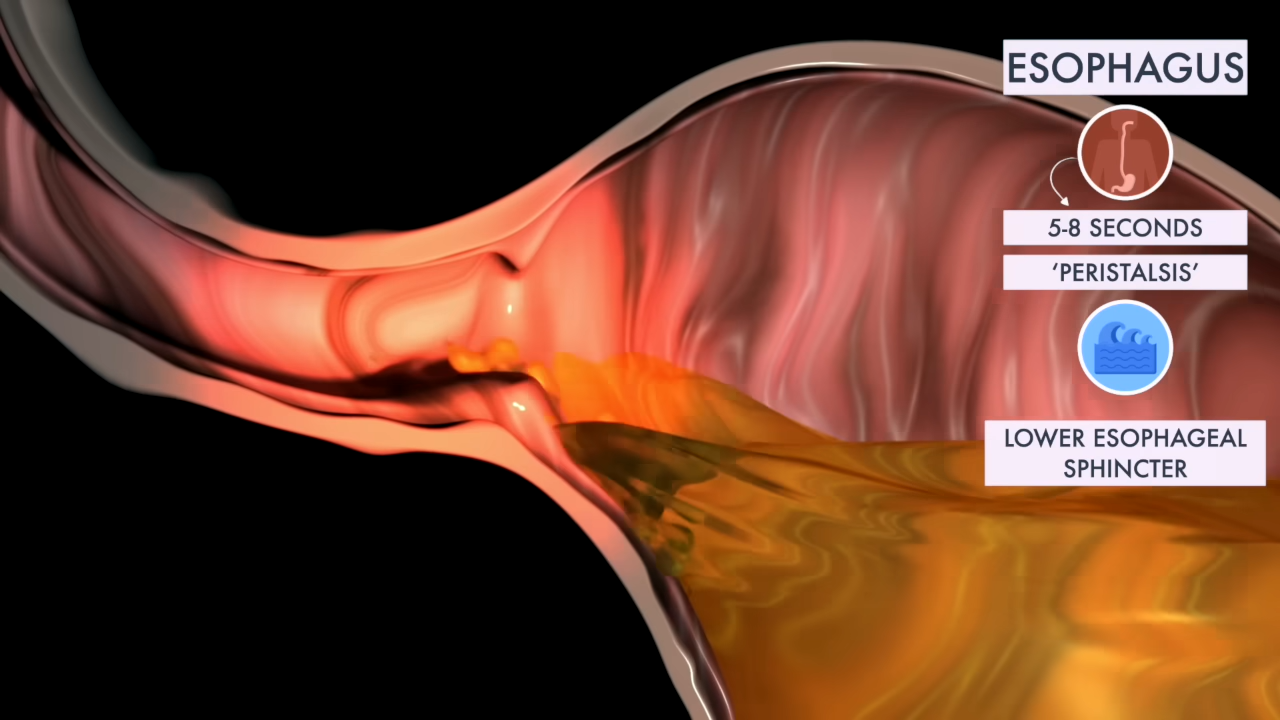 ESOPHAGUS
5-8 SECONDS
‘PERISTALSIS’
LOWER ESOPHAGEAL
SPHINCTER